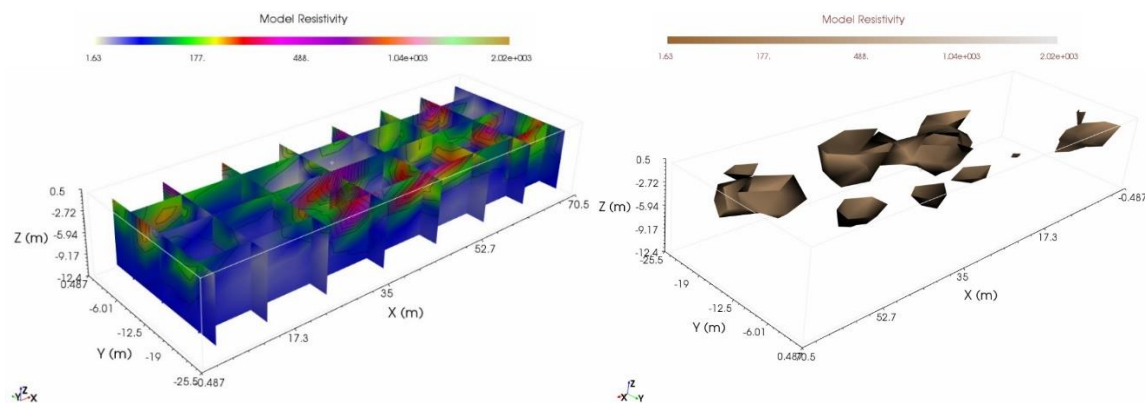 Model Resistivity
1.63 177. 488. 1.04e+003 2.02e+003
0.5
-2.72
Z (m) -5.94
-9.17
-12.4
0.487
-6.01
-12.5
Y (m) -19
-25.5
-0.487
17.3
35 X (m)
52.7
70.5
Z
Y X
Model Resistivity
1.63 177. 488. 1.04e+003 2.02e+003
0.5
-2.72
Z (m) -5.94
-9.17
-12.4
-25.5
-19
Y (m) -12.5
-6.01
0.487
70.5
52.7
35 X (m)
17.3
-0.487
Z
X Y